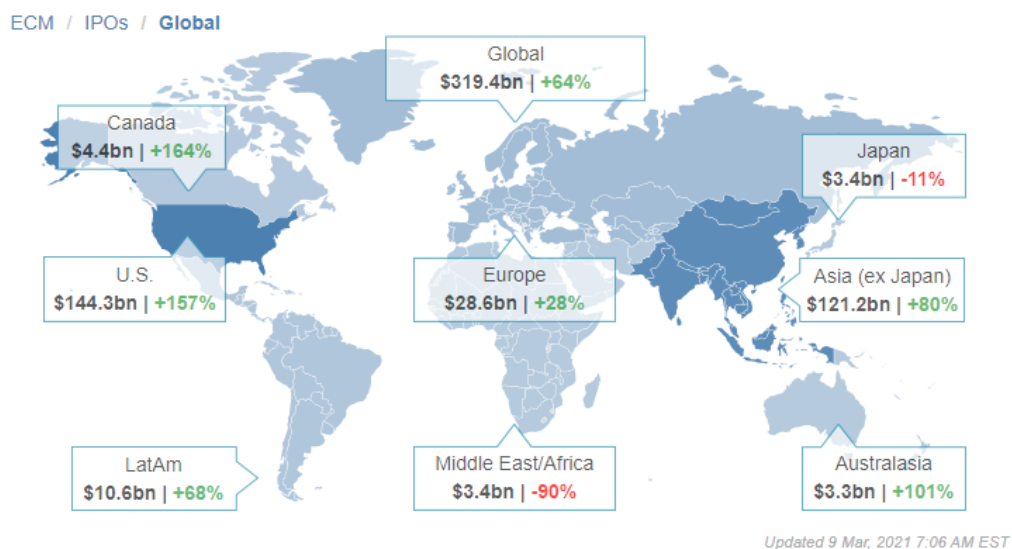 ECM / IPOs / Global
Global
$319.4bn | +64%
Canada
$4.4bn | +164%
Japan
$3.4bn | -11%
U.S.
$144.3bn | +157%
Europe
$28.6bn | +28%
Asia (ex Japan)
$121.2bn | +80%
LatAm
$10.6bn | +68%
Middle East/Africa
$3.4bn | -90%
Australasia
$3.3bn | +101%
Updated 9 Mar, 2021 7:06 AM EST